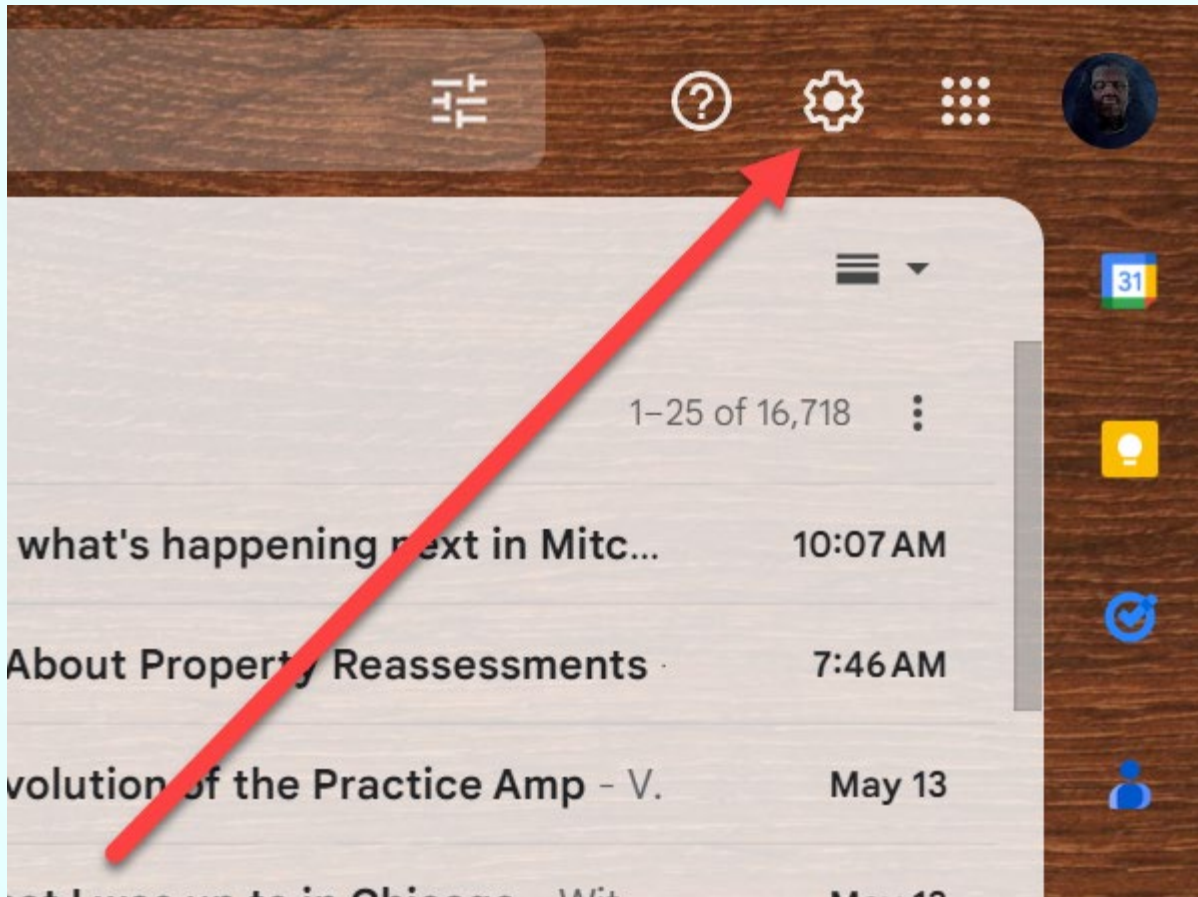 31
1–25 of 16,718
what's happening next in Mitc... 10:07 AM
About Property Reassessments · 7:46 AM
volution of the Practice Amp – V. May 13